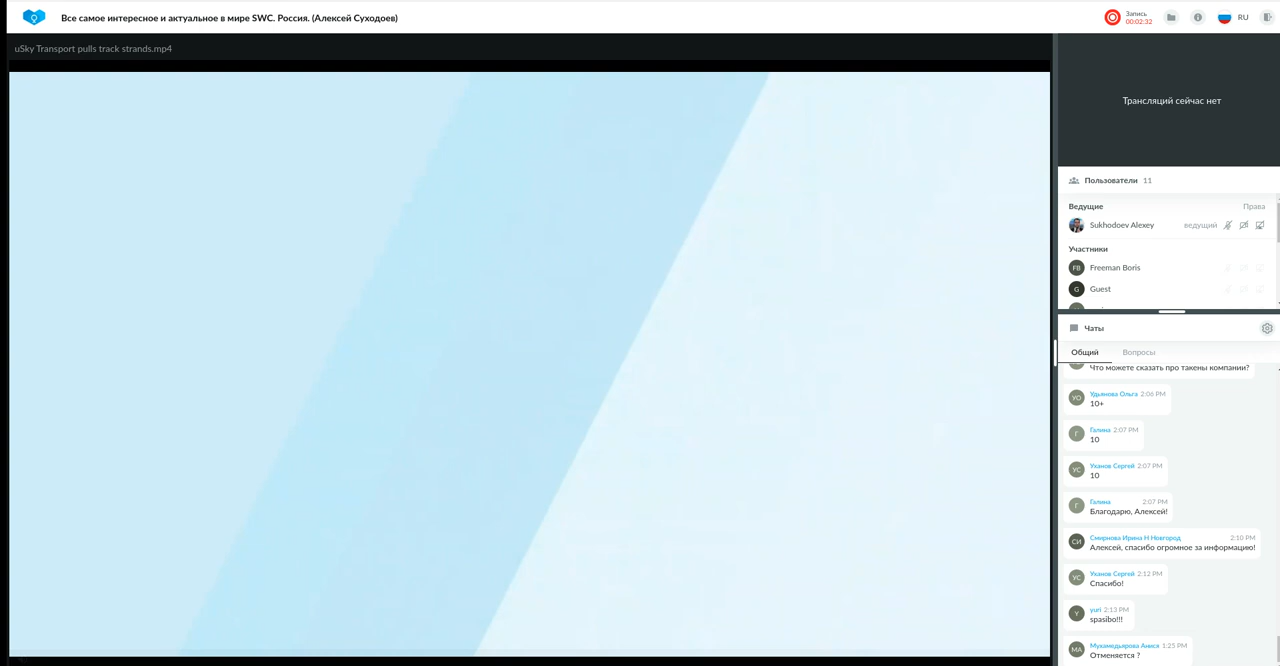 Все самое интересное и актуальное в мире SWC. Россия. (Алексей Суходоев)
Запись
00:02:32
RU
uSky Transport pulls track strands.mp4
Трансляций сейчас нет
Пользователи 11
Ведущие Права
Sukhodoev Alexey ведущий
Участники
FB Freeman Boris
G Guest
Чаты
Общий Вопросы
Что можете сказать про такены компании?
УО Удьянова Ольга 2:06 PM
10+
Г Галина 2:07 PM
10
УС Уханов Сергей 2:07 PM
10
Г Галина 2:07 PM
Благодарю, Алексей!
СИ Смирнова Ирина Н Новгород 2:10 PM
Алексей, спасибо огромное за информацию!
УС Уханов Сергей 2:12 PM
Спасибо!
Y yuri 2:13 PM
spasibo!!!
МА Мухамедьярова Анися 1:25 PM
Отменяется ?